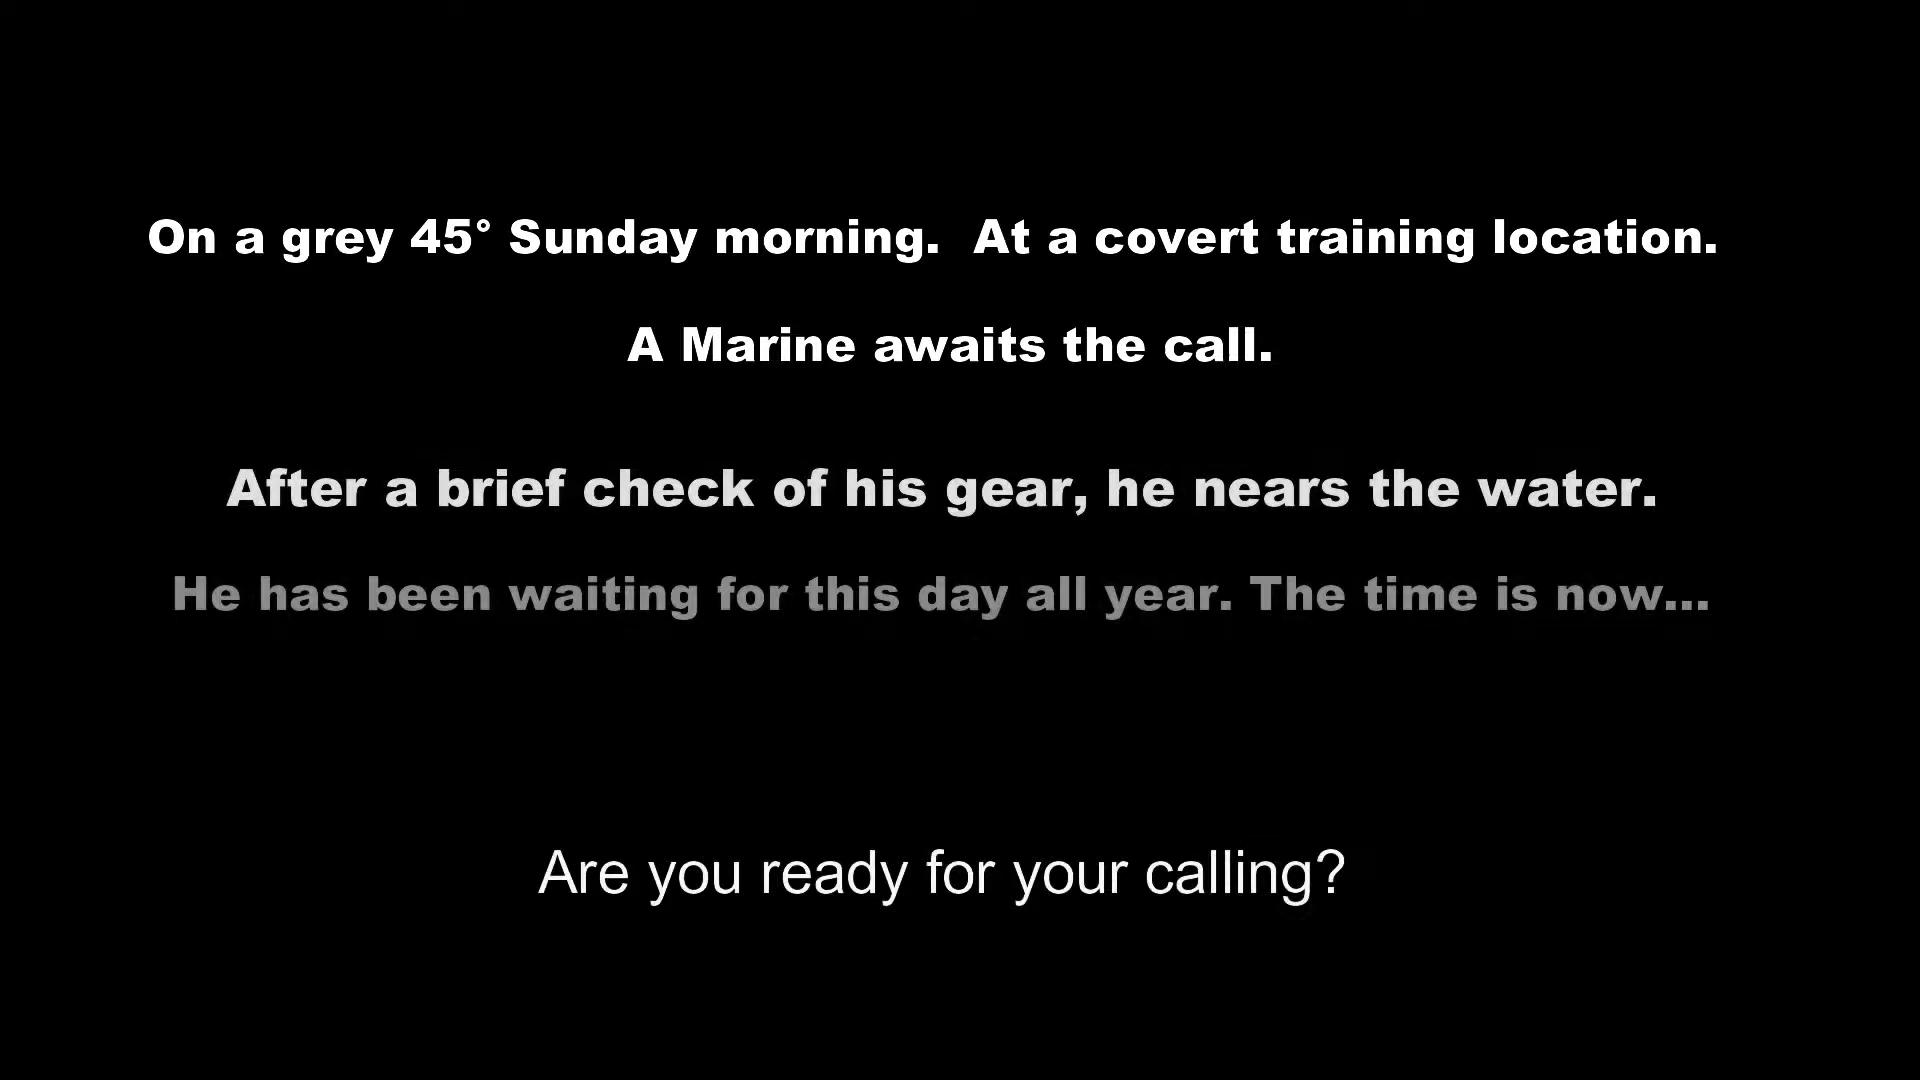 On a grey 45° Sunday morning.  At a covert training location.
A Marine awaits the call.
After a brief check of his gear, he nears the water.
He has been waiting for this day all year. The time is now...
Are you ready for your calling?